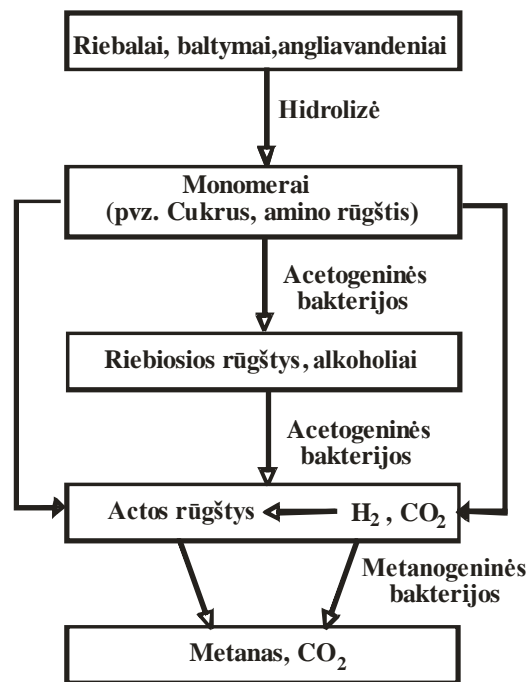 Riebalai, baltymai,angliavandeniai
Hidrolizė
Monomerai
(pvz. Cukrus, amino rūgštis)
Acetogeninės
bakterijos
Riebiosios rūgštys, alkoholiai
Acetogeninės
bakterijos
Actos rūgštys H₂ , CO₂
Metanogeninės
bakterijos
Metanas, CO₂